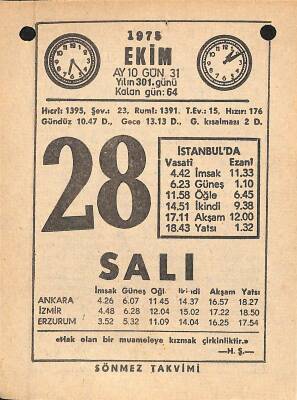 1975
EKİM
AY 10 GÜN 31
Yılın 301. günü
Kalan gün: 64
Hicrî: 1395, Şev.: 23, Rumî: 1391. T.Ev.: 15, Hızır: 176
Gündüz 10.47 D., Gece 13.13 D., G. kısalması 2 D.
28
İSTANBUL'DA
Vasatî Ezanî
4.42 İmsak 11.33
6.23 Güneş 1.10
11.58 Öğle 6.45
14.51 İkindi 9.38
17.11 Akşam 12.00
18.43 Yatsı 1.32
SALI
İmsak Güneş Öğl. İkindi Akşam Yatsı
ANKARA 4.26 6.07 11.45 14.37 16.57 18.27
İZMİR 4.48 6.28 12.04 15.02 17.22 18.50
ERZURUM 3.52 5.32 11.09 14.04 16.25 17.54
«Hak olan bir muameleye kızmak çirkinliktir.»
—H. Ş.—
SÖNMEZ TAKVİMİ